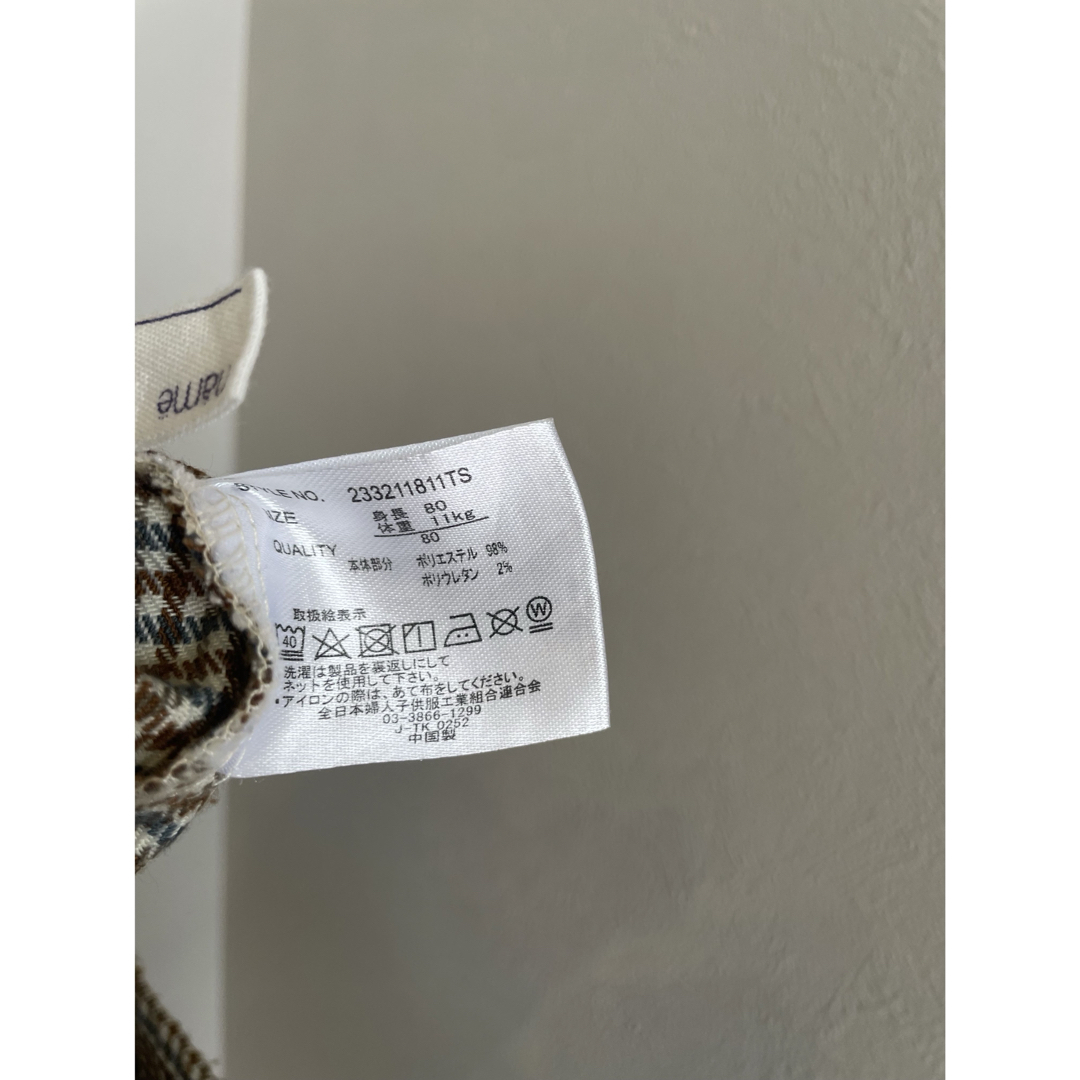 STYLE NO. 233211811TS
SIZE 身長 80
体重 11kg
80
QUALITY
本体部分 ポリエステル 98%
ポリウレタン 2%
取扱絵表示
40
W
洗濯は製品を裏返しにして
ネットを使用して下さい。
・アイロンの際は、あて布をしてください。
全日本婦人子供服工業組合連合会
03-3866-1299
J-TK 0252
中国製